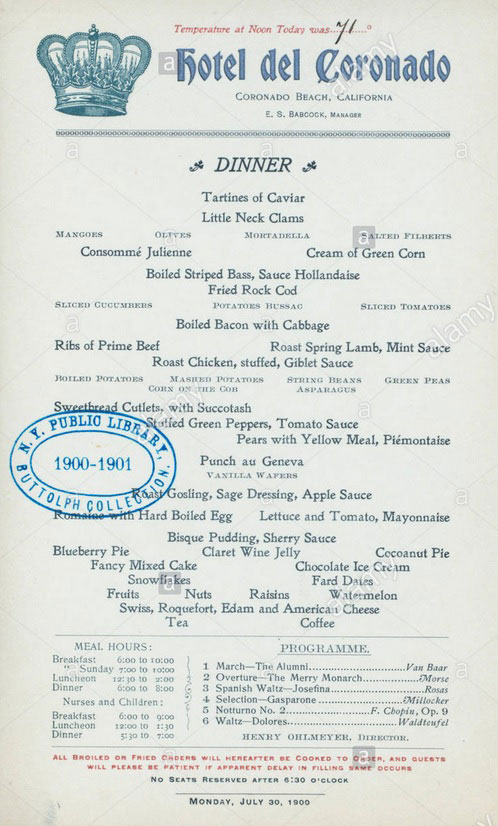 Temperature at Noon Today was....71....°
Hotel del Coronado
CORONADO BEACH, CALIFORNIA
E. S. BABCOCK, MANAGER
DINNER
Tartines of Caviar
Little Neck Clams
MANGOES OLIVES MORTADELLA SALTED FILBERTS
Consommé Julienne Cream of Green Corn
Boiled Striped Bass, Sauce Hollandaise
Fried Rock Cod
SLICED CUCUMBERS POTATOES BUSSAC SLICED TOMATOES
Boiled Bacon with Cabbage
Ribs of Prime Beef Roast Spring Lamb, Mint Sauce
Roast Chicken, stuffed, Giblet Sauce
BOILED POTATOES MASHED POTATOES STRING BEANS GREEN PEAS
CORN ON THE COB ASPARAGUS
Sweetbread Cutlets, with Succotash
Stuffed Green Peppers, Tomato Sauce
Pears with Yellow Meal, Piémontaise
Punch au Geneva
VANILLA WAFERS
N. Y. PUBLIC LIBRARY,
1900-1901
BUTTOLPH COLLECTION.
Roast Gosling, Sage Dressing, Apple Sauce
Romaine with Hard Boiled Egg Lettuce and Tomato, Mayonnaise
Bisque Pudding, Sherry Sauce
Blueberry Pie Claret Wine Jelly Cocoanut Pie
Fancy Mixed Cake Chocolate Ice Cream
Snowflakes Fard Dates
Fruits Nuts Raisins Watermelon
Swiss, Roquefort, Edam and American Cheese
Tea Coffee
MEAL HOURS:
Breakfast 6:00 to 10:00
" Sunday 7:00 to 10:00
Luncheon 12:30 to 2:00
Dinner 6:00 to 8:00
Nurses and Children:
Breakfast 6:00 to 9:00
Luncheon 12:00 to 1:30
Dinner 5:30 to 7:00
PROGRAMME.
1 March—The Alumni Van Baar
2 Overture—The Merry Monarch Morse
3 Spanish Waltz—Josefina Rosas
4 Selection—Gasparone Millocker
5 Notturno No. 2 F. Chopin, Op. 9
6 Waltz—Dolores Waldteufel
HENRY OHLMEYER, DIRECTOR.
ALL BROILED OR FRIED ORDERS WILL HEREAFTER BE COOKED TO ORDER, AND GUESTS
WILL PLEASE BE PATIENT IF APPARENT DELAY IN FILLING SAME OCCURS
NO SEATS RESERVED AFTER 6:30 O'CLOCK
MONDAY, JULY 30, 1900
alamy